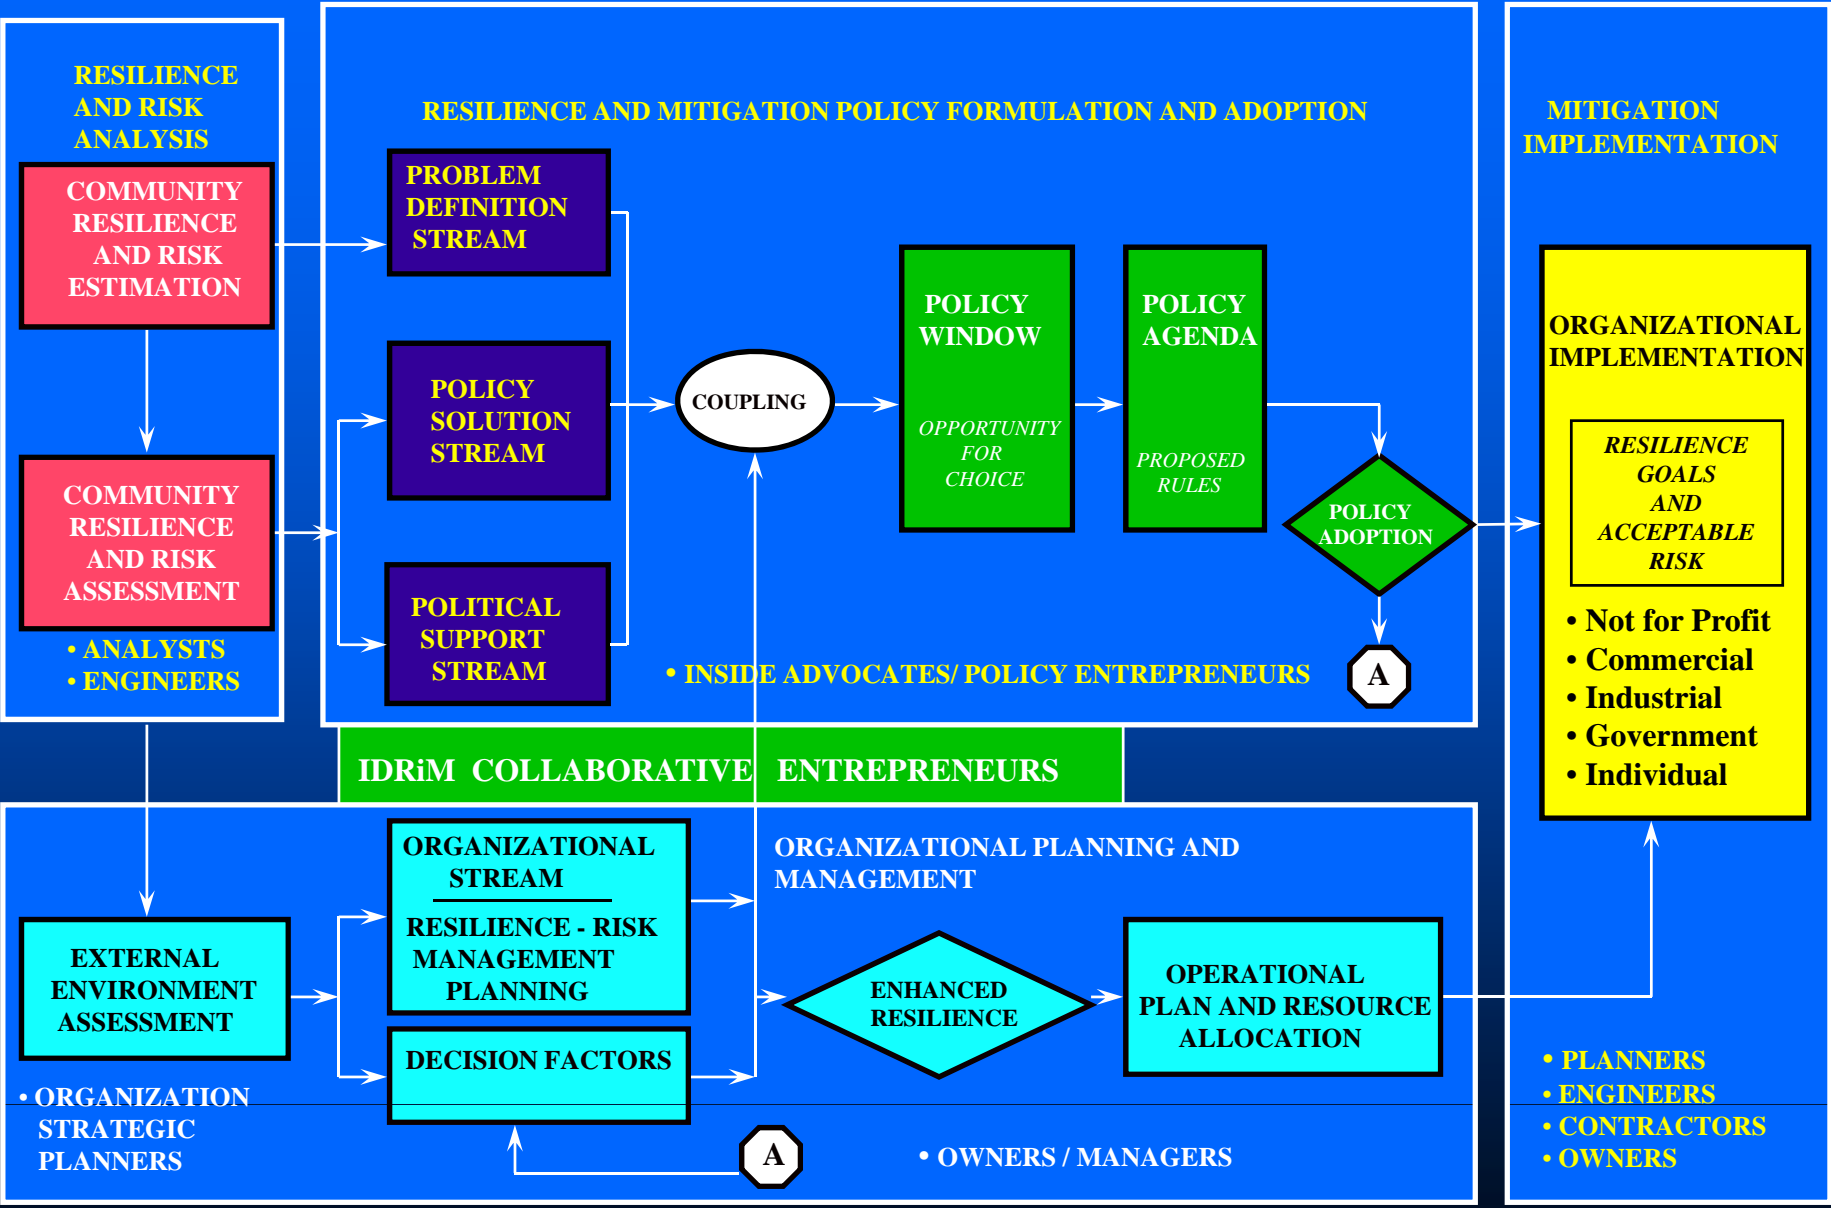 RESILIENCE
AND RISK
ANALYSIS
COMMUNITY
RESILIENCE
AND RISK
ESTIMATION
COMMUNITY
RESILIENCE
AND RISK
ASSESSMENT
• ANALYSTS
• ENGINEERS
RESILIENCE AND MITIGATION POLICY FORMULATION AND ADOPTION
PROBLEM
DEFINITION
STREAM
POLICY
SOLUTION
STREAM
POLITICAL
SUPPORT
STREAM
COUPLING
POLICY
WINDOW
OPPORTUNITY
FOR
CHOICE
POLICY
AGENDA
PROPOSED
RULES
POLICY
ADOPTION
• INSIDE ADVOCATES/ POLICY ENTREPRENEURS
A
MITIGATION
IMPLEMENTATION
ORGANIZATIONAL
IMPLEMENTATION
RESILIENCE
GOALS
AND
ACCEPTABLE
RISK
• Not for Profit
• Commercial
• Industrial
• Government
• Individual
• PLANNERS
• ENGINEERS
• CONTRACTORS
• OWNERS
IDRiM COLLABORATIVE ENTREPRENEURS
EXTERNAL
ENVIRONMENT
ASSESSMENT
• ORGANIZATION
STRATEGIC
PLANNERS
ORGANIZATIONAL
STREAM
RESILIENCE - RISK
MANAGEMENT
PLANNING
DECISION FACTORS
ORGANIZATIONAL PLANNING AND
MANAGEMENT
ENHANCED
RESILIENCE
OPERATIONAL
PLAN AND RESOURCE
ALLOCATION
A
• OWNERS / MANAGERS